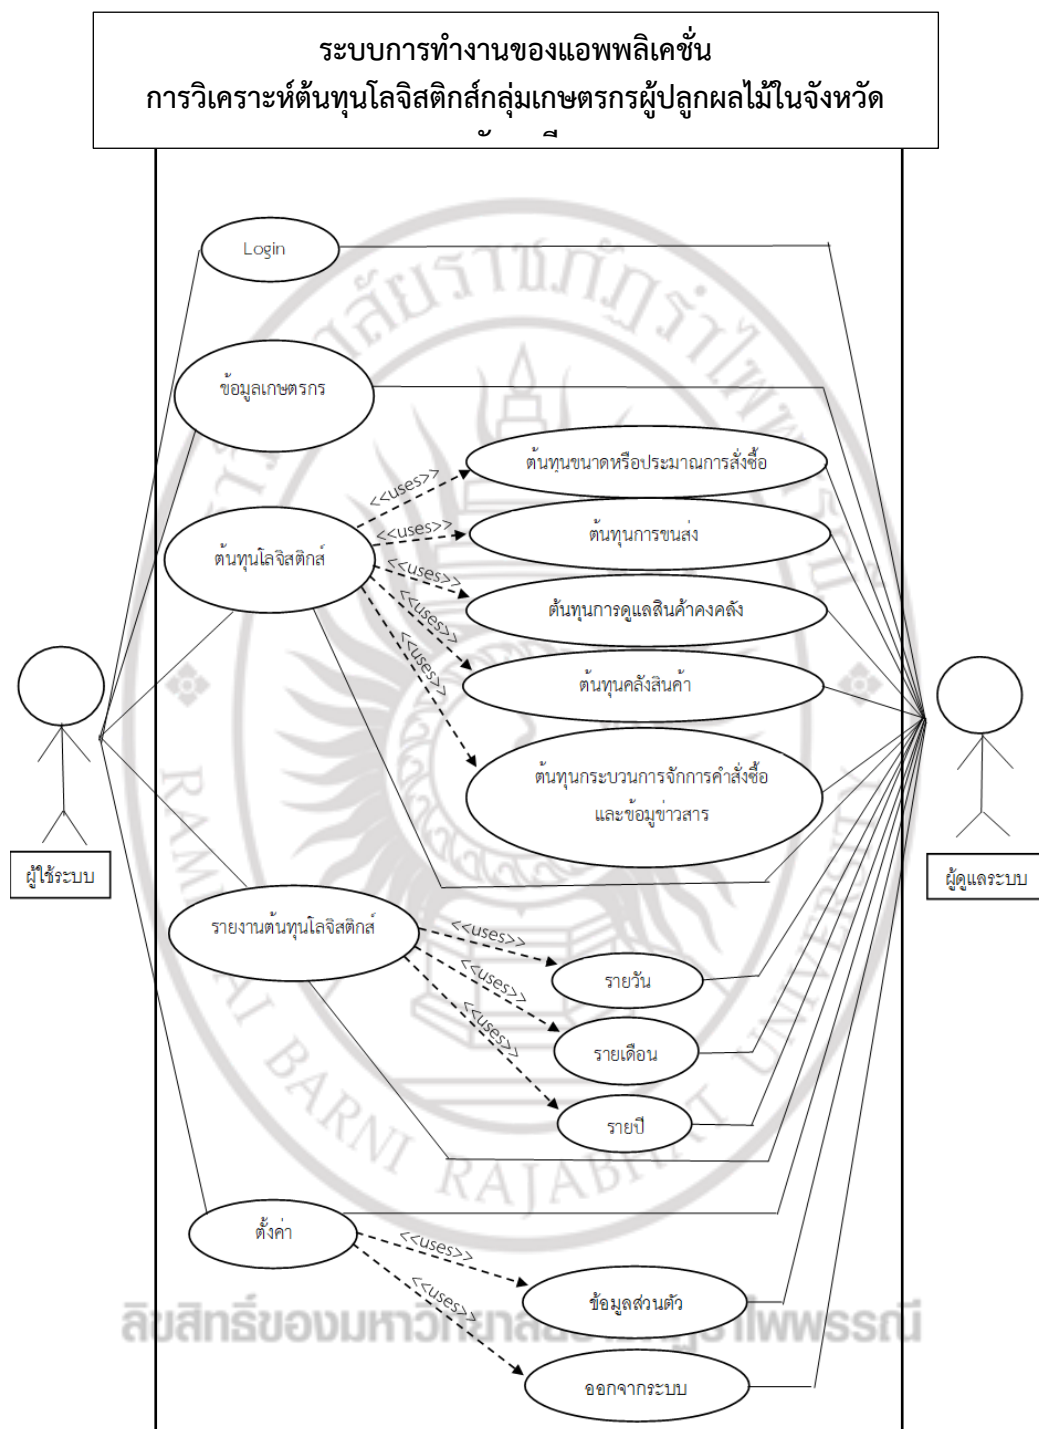 ระบบการทำงานของแอพพลิเคชั่น
การวิเคราะห์ต้นทุนโลจิสติกส์กลุ่มเกษตรกรผู้ปลูกผลไม้ในจังหวัด
Login
ข้อมูลเกษตรกร
ต้นทุนขนาดหรือประมาณการสั่งซื้อ
<<uses>>
<<uses>>
ต้นทุนการขนส่ง
ต้นทุนโลจิสติกส์
<<uses>>
<<uses>>
<<uses>>
ต้นทุนการดูแลสินค้าคงคลัง
ต้นทุนคลังสินค้า
ต้นทุนกระบวนการจักการคำสั่งซื้อ
และข้อมูข่าวสาร
ผู้ใช้ระบบ
ผู้ดูแลระบบ
รายงานต้นทุนโลจิสติกส์
<<uses>>
<<uses>>
<<uses>>
รายวัน
รายเดือน
รายปี
ตั้งค่า
<<uses>>
<<uses>>
ข้อมูลส่วนตัว
ออกจากระบบ
RAMBHAI BARNI RAJABHAT UNIVERSITY